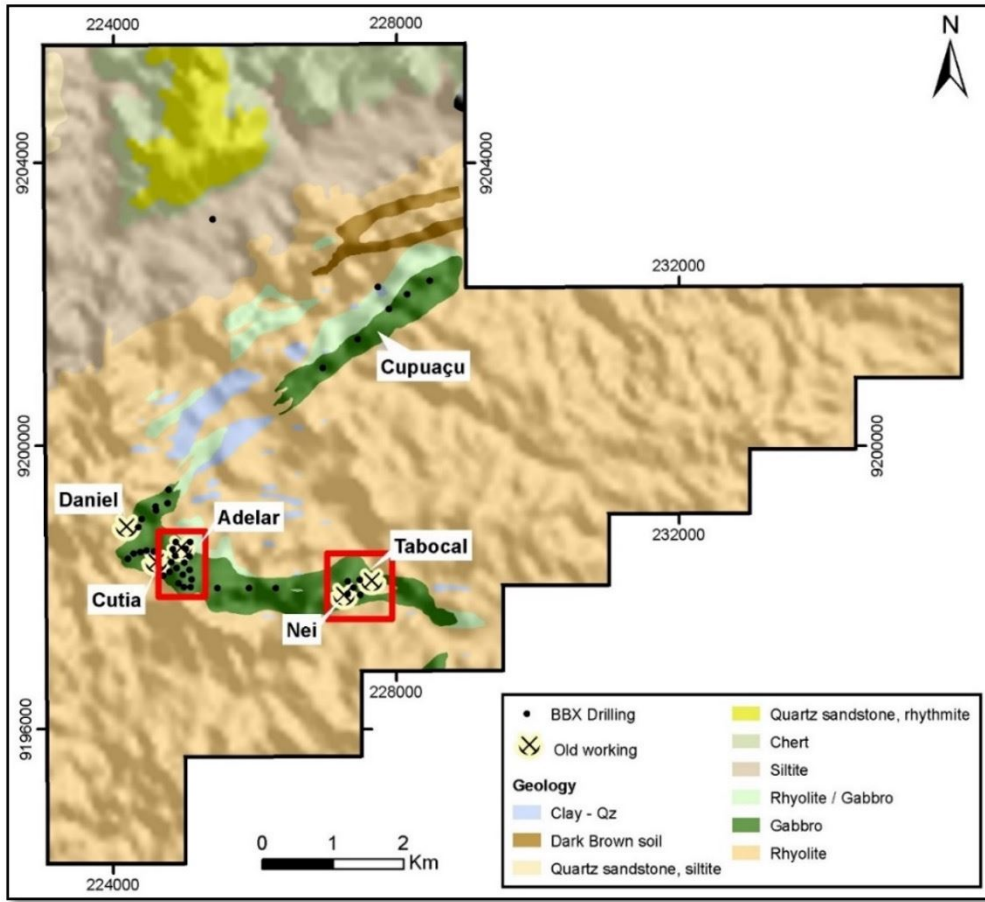 224000
228000
N
9204000
9204000
232000
Cupuaçu
9200000
9200000
Daniel
Adelar
Tabocal
232000
Cutia
Nei
228000
9196000
BBX Drilling
Old working
Geology
Clay - Qz
Dark Brown soil
Quartz sandstone, siltite
Quartz sandstone, rhythmite
Chert
Siltite
Rhyolite / Gabbro
Gabbro
Rhyolite
0 1 2
Km
224000